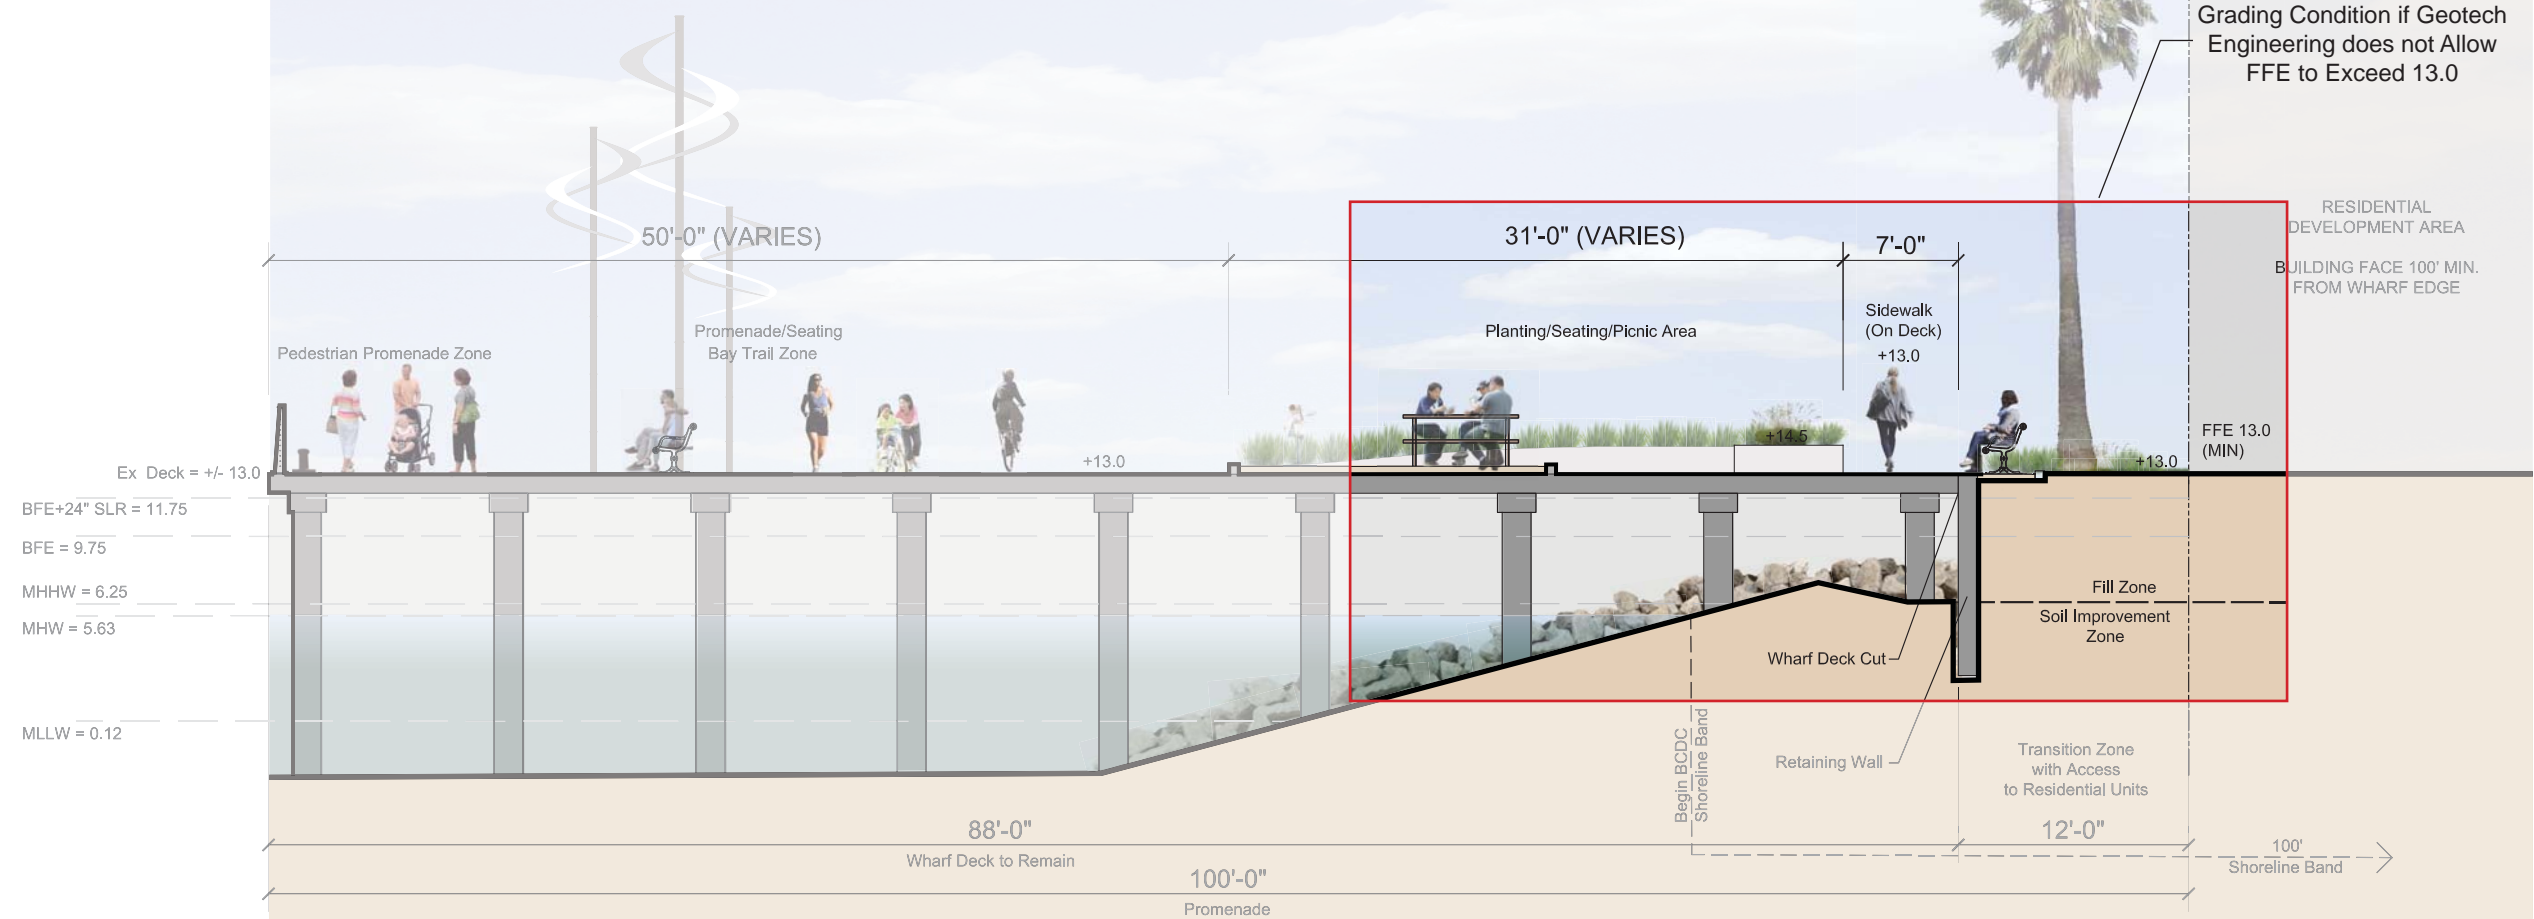 Grading Condition if Geotech
Engineering does not Allow
FFE to Exceed 13.0
RESIDENTIAL
DEVELOPMENT AREA
BUILDING FACE 100' MIN.
FROM WHARF EDGE
50'-0" (VARIES)
31'-0" (VARIES)
7'-0"
Sidewalk
(On Deck)
+13.0
Planting/Seating/Picnic Area
Promenade/Seating
Bay Trail Zone
Pedestrian Promenade Zone
+14.5
FFE 13.0
(MIN)
+13.0
+13.0
Ex Deck = +/- 13.0
BFE+24" SLR = 11.75
BFE = 9.75
MHHW = 6.25
MHW = 5.63
MLLW = 0.12
Fill Zone
Soil Improvement
Zone
Wharf Deck Cut
Retaining Wall
Begin BCDC
Shoreline Band
Transition Zone
with Access
to Residential Units
88'-0"
Wharf Deck to Remain
12'-0"
100'
Shoreline Band
100'-0"
Promenade